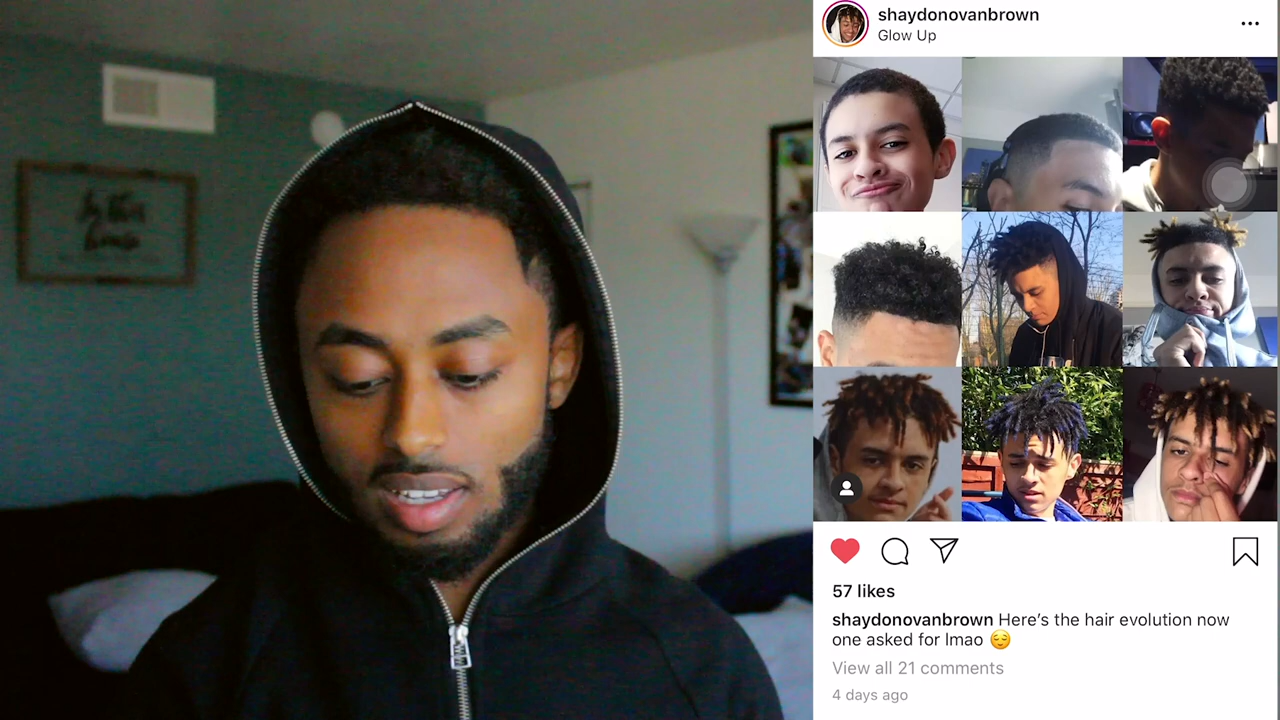 shaydonovanbrown
Glow Up
57 likes
shaydonovanbrown Here's the hair evolution now
one asked for lmao 😌
View all 21 comments
4 days ago